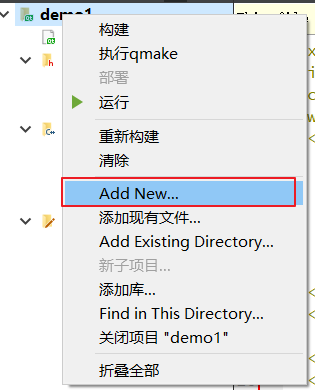 demo1
构建
执行qmake
部署
运行
重新构建
清除
Add New...
添加现有文件...
Add Existing Directory...
新子项目...
添加库...
Find in This Directory...
关闭项目 "demo1"
折叠全部